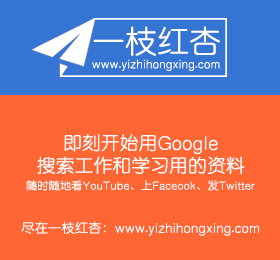 一枝红杏
www.yizhihongxing.com
即刻开始用Google
搜索工作和学习用的资料
随时随地看YouTube、上Faceook、发Twitter
尽在一枝红杏：www.yizhihongxing.com